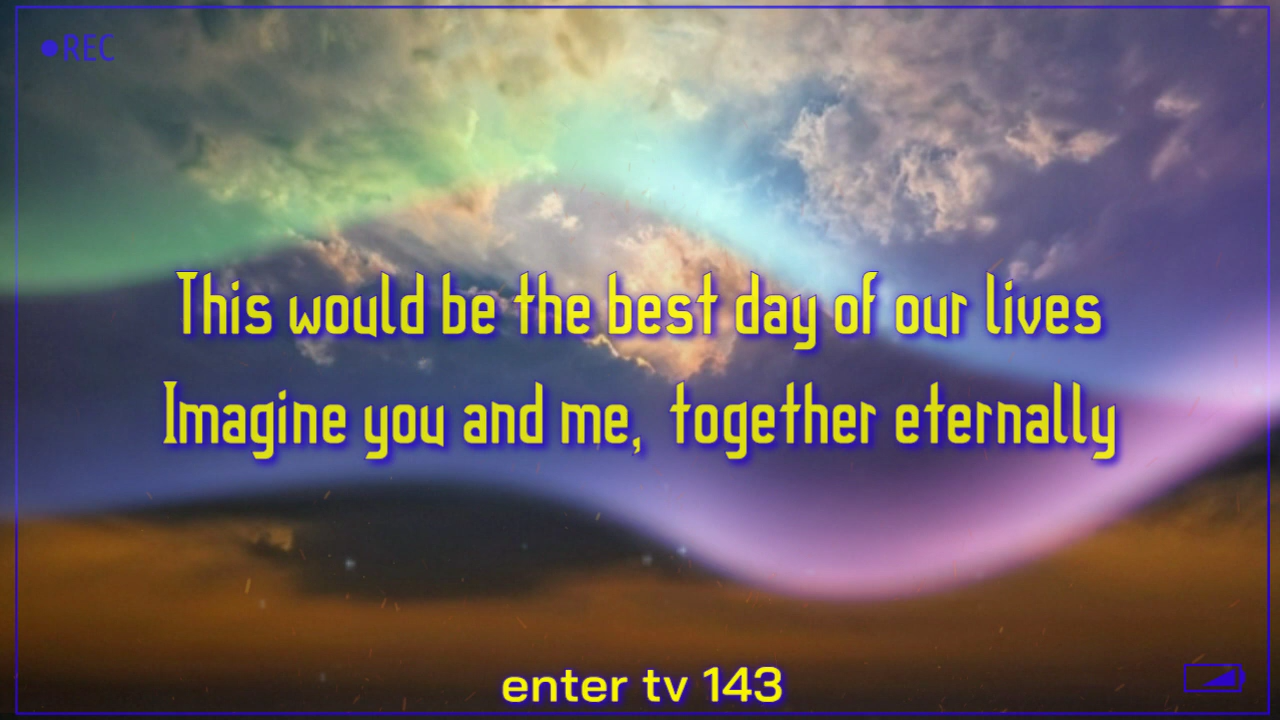 REC
This would be the best day of our lives
Imagine you and me, together eternally
enter tv 143